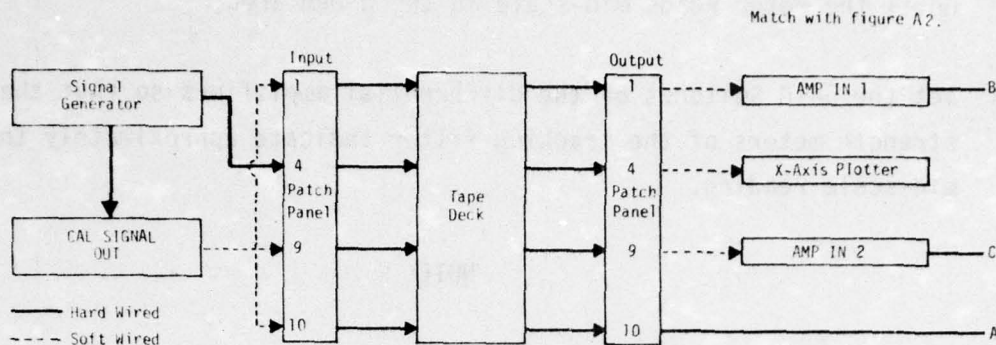 Match with figure A2.
Input
Output
Signal
Generator
1
4
Patch
Panel
9
10
Tape
Deck
1
4
Patch
Panel
9
10
AMP IN 1
B
X-Axis Plotter
AMP IN 2
C
A
CAL SIGNAL
OUT
Hard Wired
Soft Wired